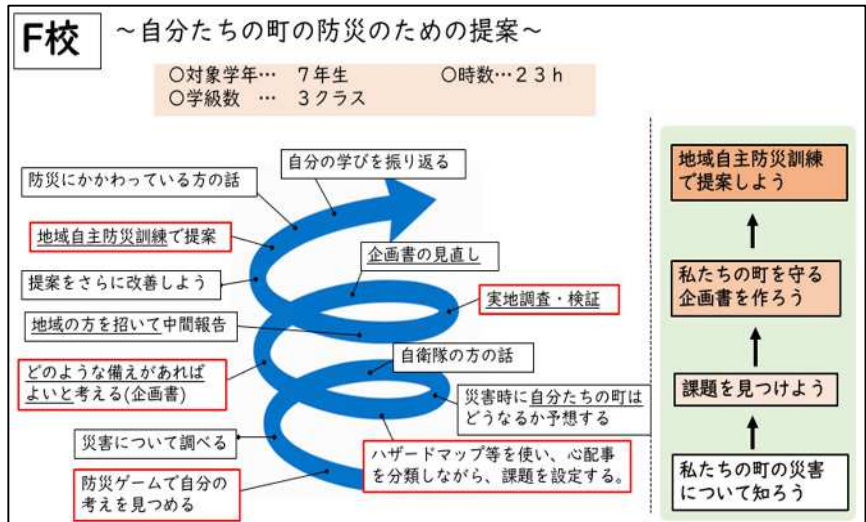 F校 ～自分たちの町の防災のための提案～
○対象学年… 7年生 ○時数…23h
○学級数 … 3クラス
自分の学びを振り返る
防災にかかわっている方の話
地域自主防災訓練で提案
企画書の見直し
提案をさらに改善しよう
実地調査・検証
地域の方を招いて中間報告
自衛隊の方の話
どのような備えがあれば
よいと考える(企画書)
災害時に自分たちの町は
どうなるか予想する
災害について調べる
ハザードマップ等を使い、心配事
を分類しながら、課題を設定する。
防災ゲームで自分の
考えを見つめる
地域自主防災訓練
で提案しよう
私たちの町を守る
企画書を作ろう
課題を見つけよう
私たちの町の災害
について知ろう